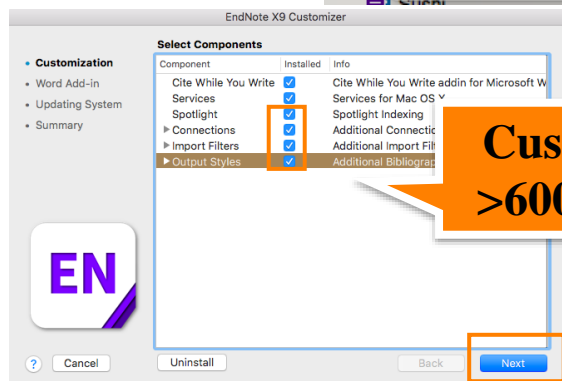 EndNote X9 Customizer
Select Components
Customization
Word Add-in
Updating System
Summary
Component Installed Info
Cite While You Write Cite While You Write addin for Microsoft W
Services Services for Mac OS X
Spotlight Spotlight Indexing
Connections Additional Connectio
Import Filters Additional Import Fil
Output Styles Additional Bibliograp
Cus
>600
EN
? Cancel Uninstall Back Next